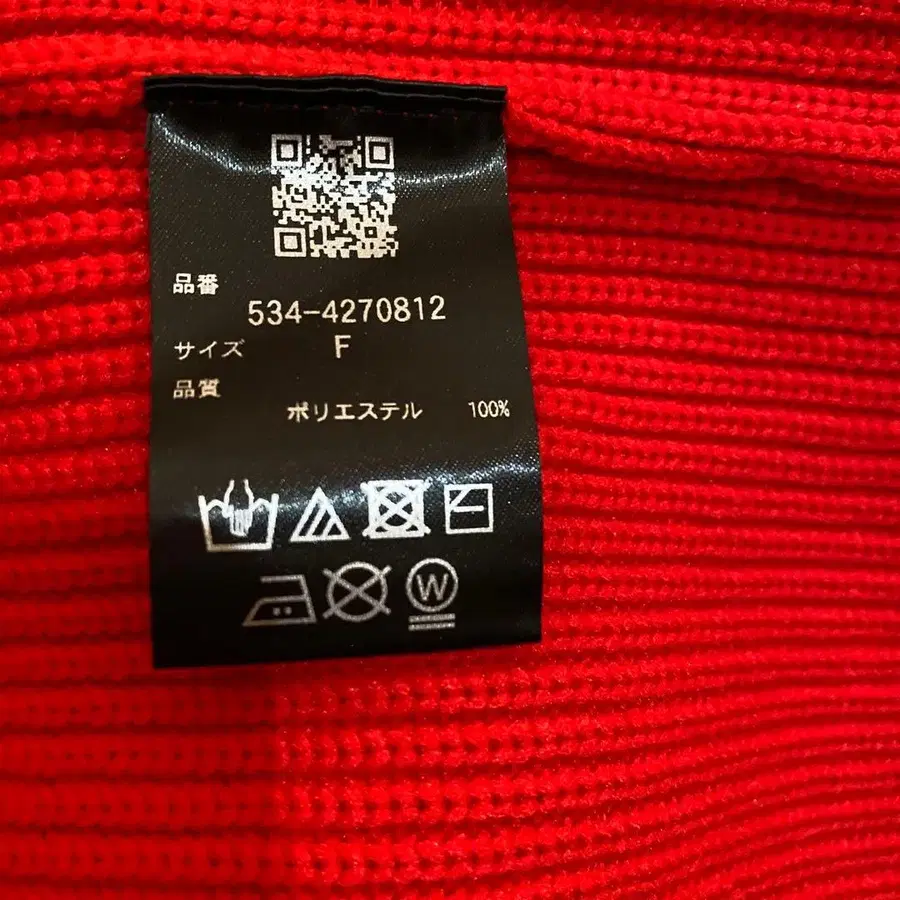 品番
534-4270812
サイズ F
品質
ポリエステル 100%
W